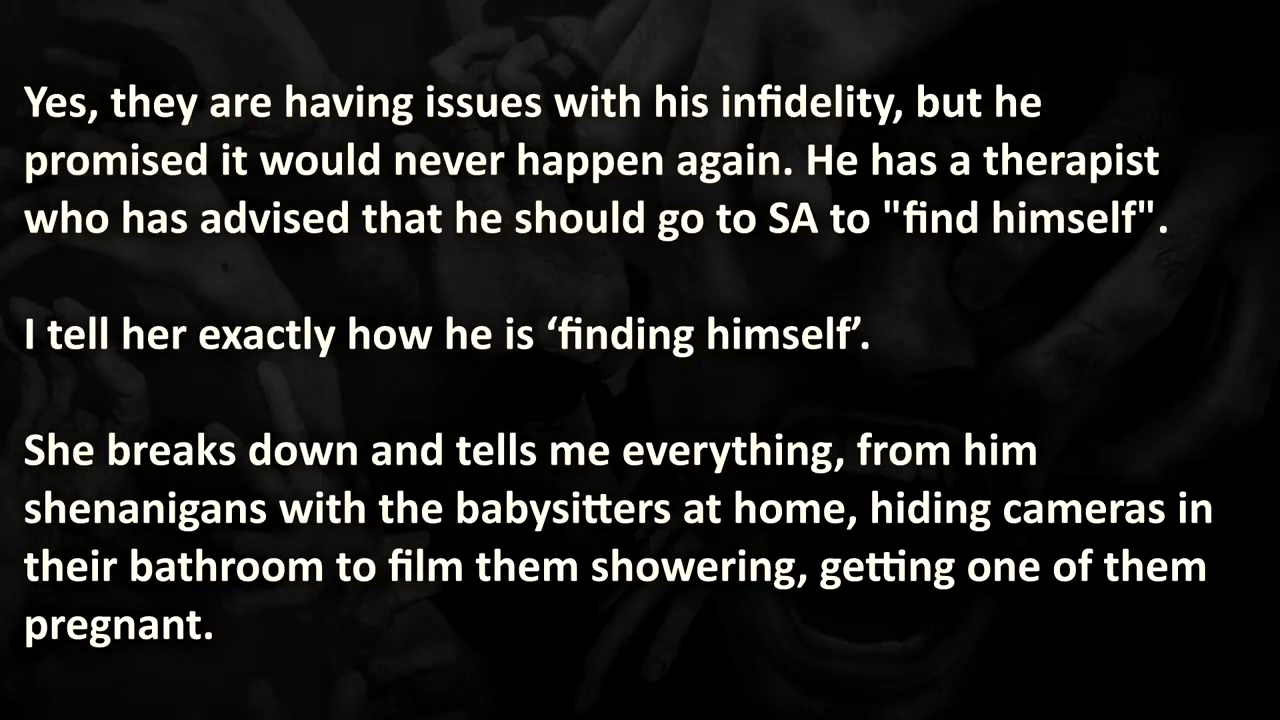 Yes, they are having issues with his infidelity, but he
promised it would never happen again. He has a therapist
who has advised that he should go to SA to "find himself".
I tell her exactly how he is ‘finding himself’.
She breaks down and tells me everything, from him
shenanigans with the babysitters at home, hiding cameras in
their bathroom to film them showering, getting one of them
pregnant.